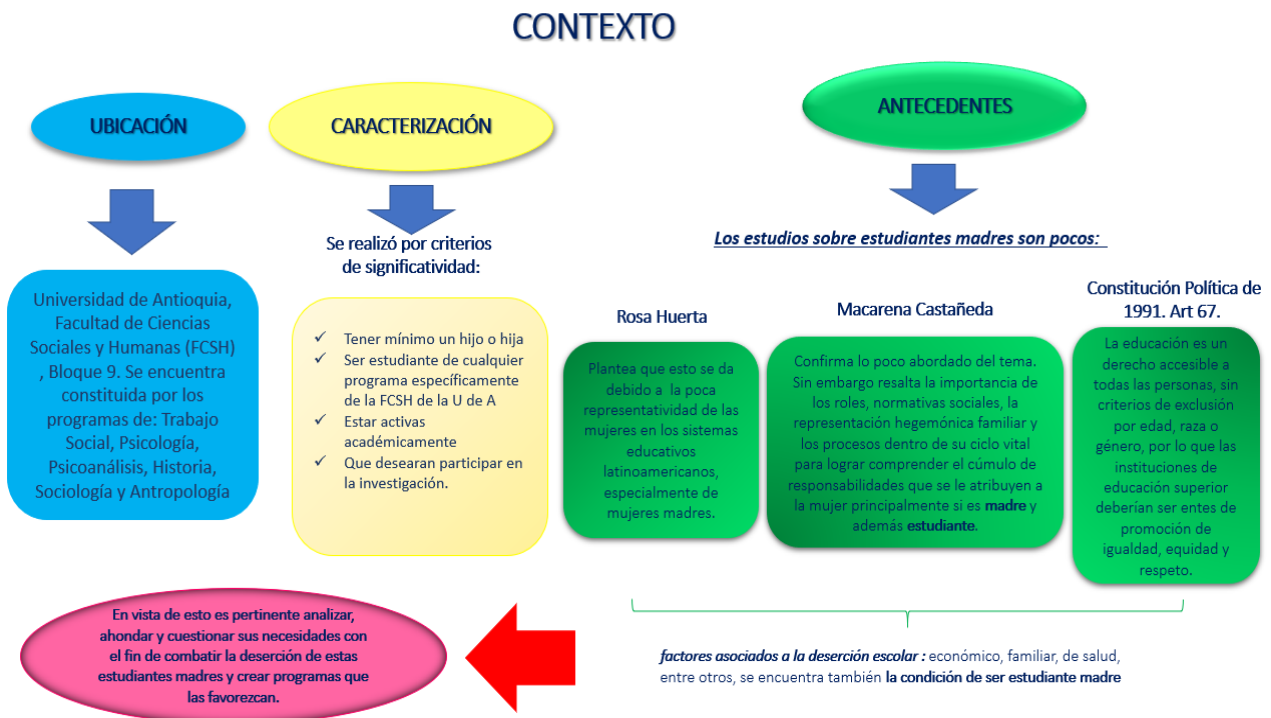 CONTEXTO
UBICACIÓN
Universidad de Antioquia,
Facultad de Ciencias
Sociales y Humanas (FCSH)
, Bloque 9. Se encuentra
constituida por los
programas de: Trabajo
Social, Psicología,
Psicoanálisis, Historia,
Sociología y Antropología
CARACTERIZACIÓN
Se realizó por criterios
de significatividad:
✓ Tener mínimo un hijo o hija
✓ Ser estudiante de cualquier
programa específicamente
de la FCSH de la U de A
✓ Estar activas
académicamente
✓ Que desearan participar en
la investigación.
ANTECEDENTES
Los estudios sobre estudiantes madres son pocos:
Rosa Huerta
Plantea que esto se da
debido a la poca
representatividad de las
mujeres en los sistemas
educativos
latinoamericanos,
especialmente de
mujeres madres.
Macarena Castañeda
Confirma lo poco abordado del tema.
Sin embargo resalta la importancia de
los roles, normativas sociales, la
representación hegemónica familiar y
los procesos dentro de su ciclo vital
para lograr comprender el cúmulo de
responsabilidades que se le atribuyen a
la mujer principalmente si es madre y
además estudiante.
Constitución Política de
1991. Art 67.
La educación es un
derecho accesible a
todas las personas, sin
criterios de exclusión
por edad, raza o
género, por lo que las
instituciones de
educación superior
deberían ser entes de
promoción de
igualdad, equidad y
respeto.
factores asociados a la deserción escolar : económico, familiar, de salud,
entre otros, se encuentra también la condición de ser estudiante madre
En vista de esto es pertinente analizar,
ahondar y cuestionar sus necesidades con
el fin de combatir la deserción de estas
estudiantes madres y crear programas que
las favorezcan.